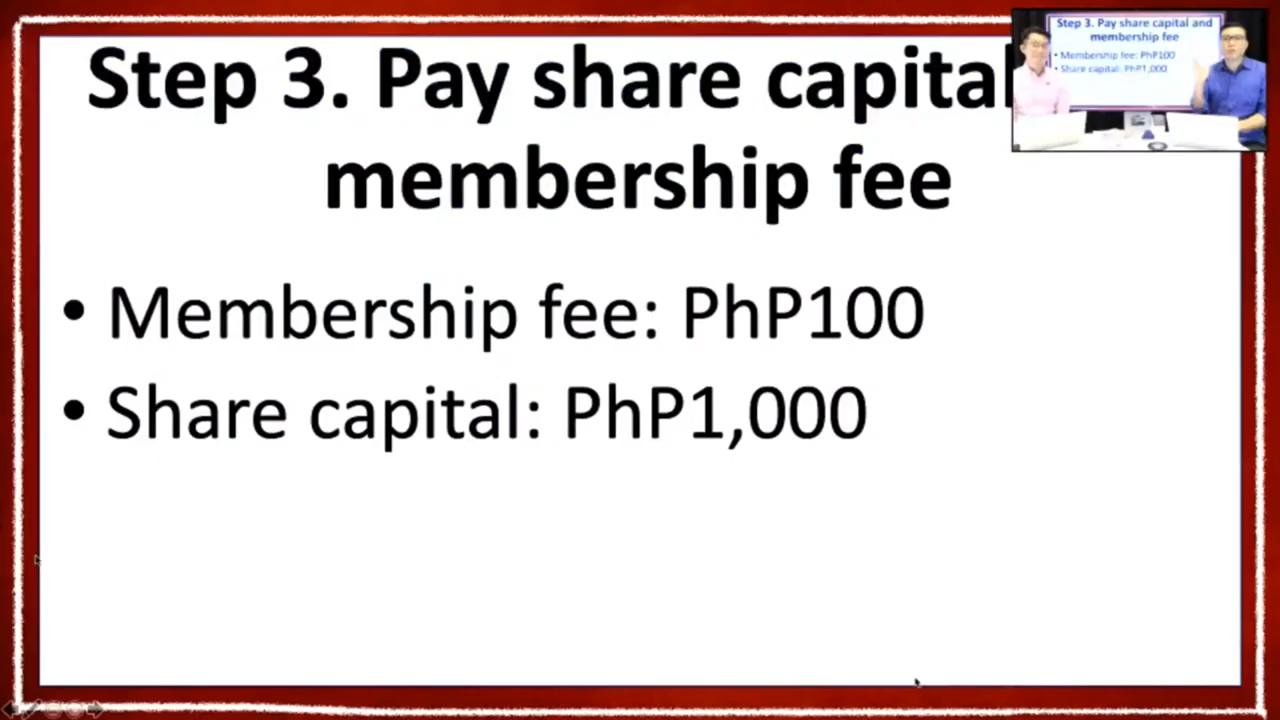 Step 3. Pay share capital
membership fee
• Membership fee: PhP100
• Share capital: PhP1,000
Step 3. Pay share capital and
membership fee
• Membership fee: PhP100
• Share capital: PhP1,000